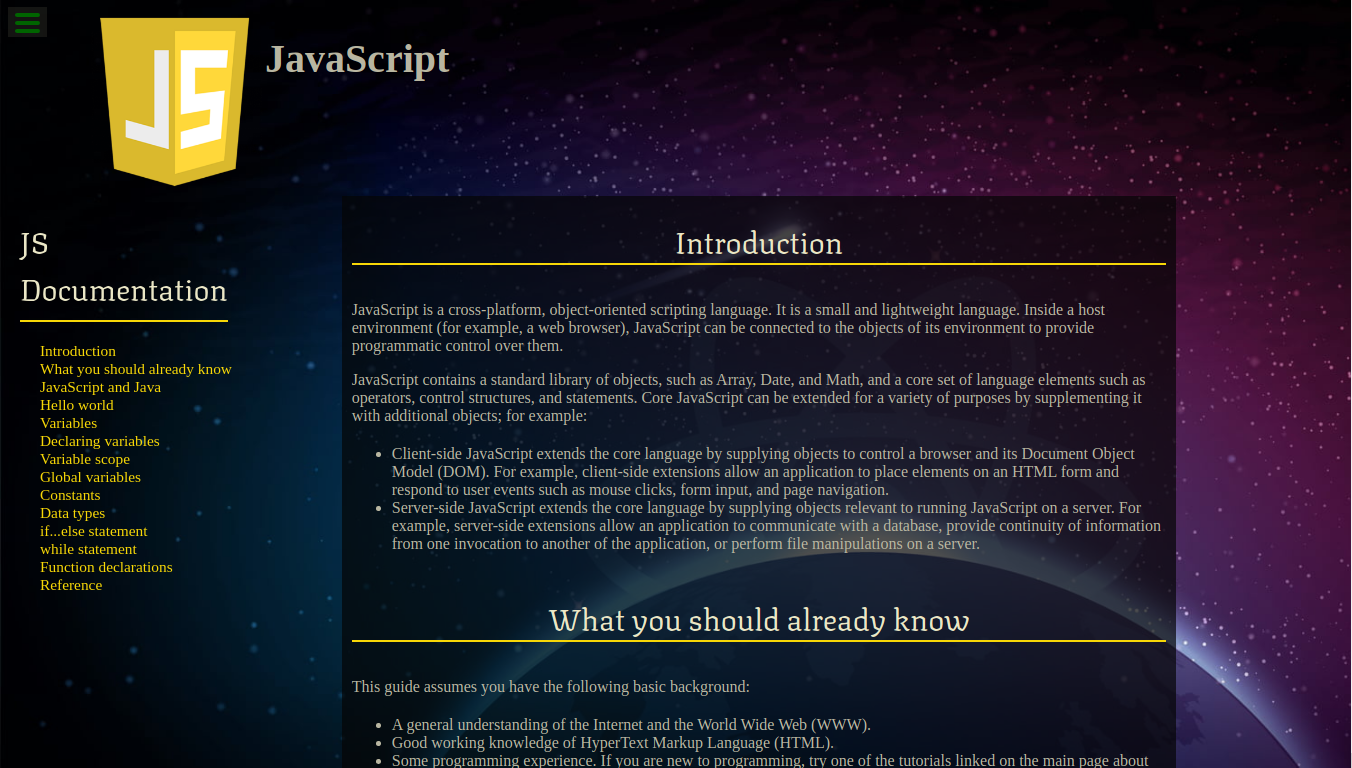 JS
JavaScript
JS
Documentation
Introduction
What you should already know
JavaScript and Java
Hello world
Variables
Declaring variables
Variable scope
Global variables
Constants
Data types
if...else statement
while statement
Function declarations
Reference
Introduction
JavaScript is a cross-platform, object-oriented scripting language. It is a small and lightweight language. Inside a host
environment (for example, a web browser), JavaScript can be connected to the objects of its environment to provide
programmatic control over them.
JavaScript contains a standard library of objects, such as Array, Date, and Math, and a core set of language elements such as
operators, control structures, and statements. Core JavaScript can be extended for a variety of purposes by supplementing it
with additional objects; for example:
Client-side JavaScript extends the core language by supplying objects to control a browser and its Document Object
Model (DOM). For example, client-side extensions allow an application to place elements on an HTML form and
respond to user events such as mouse clicks, form input, and page navigation.
Server-side JavaScript extends the core language by supplying objects relevant to running JavaScript on a server. For
example, server-side extensions allow an application to communicate with a database, provide continuity of information
from one invocation to another of the application, or perform file manipulations on a server.
What you should already know
This guide assumes you have the following basic background:
A general understanding of the Internet and the World Wide Web (WWW).
Good working knowledge of HyperText Markup Language (HTML).
Some programming experience. If you are new to programming, try one of the tutorials linked on the main page about